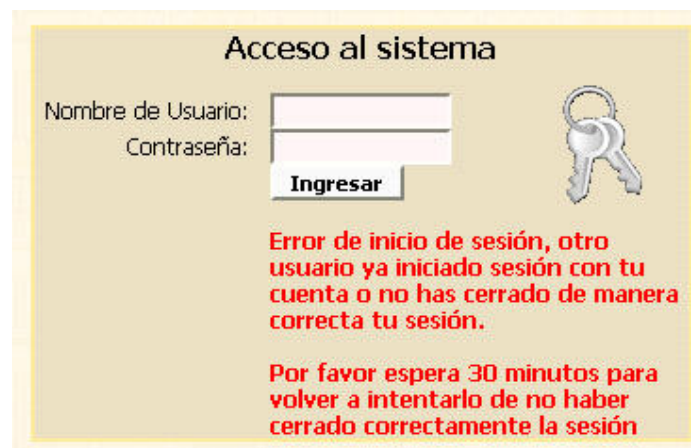 Acceso al sistema
Nombre de Usuario:
Contraseña:
Ingresar
Error de inicio de sesión, otro
usuario ya iniciado sesión con tu
cuenta o no has cerrado de manera
correcta tu sesión.
Por favor espera 30 minutos para
volver a intentarlo de no haber
cerrado correctamente la sesión